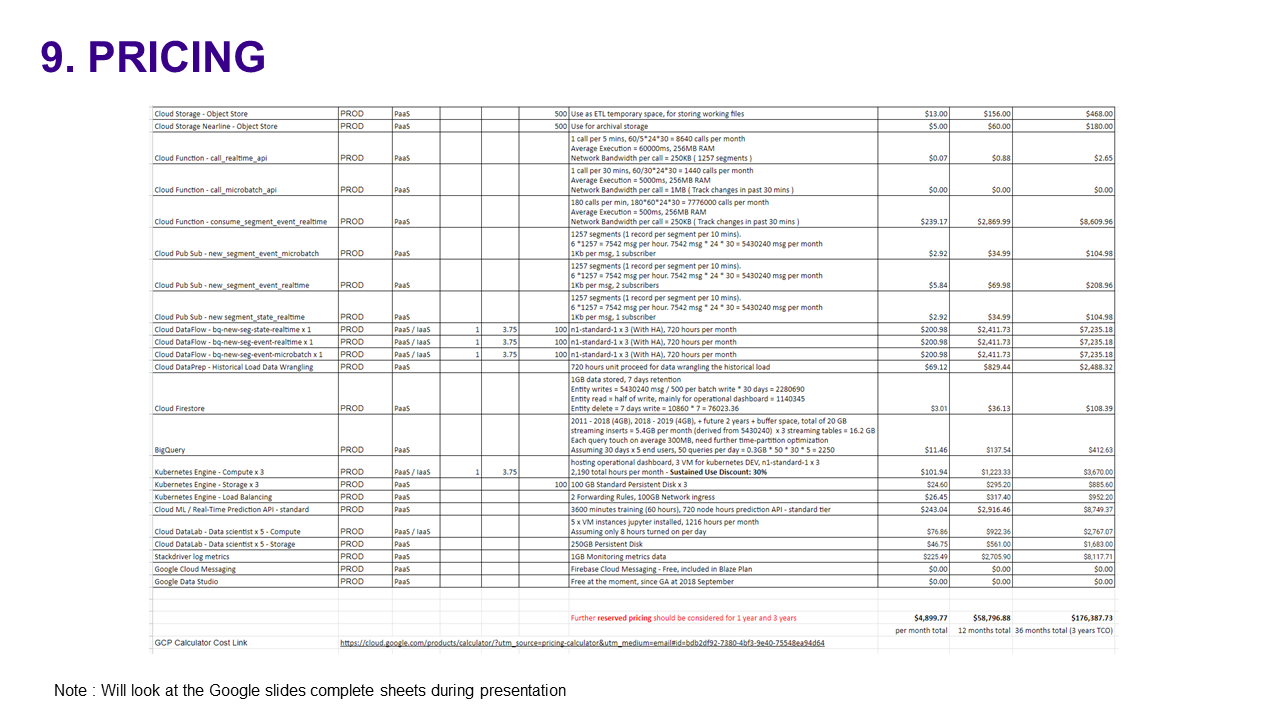 9. PRICING
Cloud Storage - Object Store PROD PaaS 500 Use as ETL temporary space, for storing working files $13.00 $156.00 $468.00
Cloud Storage Nearline - Object Store PROD PaaS 500 Use for archival storage $5.00 $60.00 $180.00
1 call per 5 mins, 60/5*24*30 = 8640 calls per month
Average Execution = 60000ms, 256MB RAM
Cloud Function - call_realtime_api PROD PaaS Network Bandwidth per call = 250KB ( 1257 segments ) $0.07 $0.88 $2.65
1 call per 30 mins, 60/30*24*30 = 1440 calls per month
Average Execution = 5000ms, 256MB RAM
Cloud Function - call_microbatch_api PROD PaaS Network Bandwidth per call = 1MB ( Track changes in past 30 mins ) $0.00 $0.00 $0.00
180 calls per min, 180*60*24*30 = 7776000 calls per month
Average Execution = 500ms, 256MB RAM
Cloud Function - consume_segment_event_realtime PROD PaaS Network Bandwidth per call = 250KB ( Track changes in past 30 mins ) $239.17 $2,869.99 $8,609.96
1257 segments (1 record per segment per 10 mins).
6 *1257 = 7542 msg per hour. 7542 msg * 24 * 30 = 5430240 msg per month
Cloud Pub Sub - new_segment_event_microbatch PROD PaaS 1Kb per msg, 1 subscriber $2.92 $34.99 $104.98
1257 segments (1 record per segment per 10 mins).
6 *1257 = 7542 msg per hour. 7542 msg * 24 * 30 = 5430240 msg per month
Cloud Pub Sub - new_segment_event_realtime PROD PaaS 1Kb per msg, 2 subscribers $5.84 $69.98 $208.96
1257 segments (1 record per segment per 10 mins).
6 *1257 = 7542 msg per hour. 7542 msg * 24 * 30 = 5430240 msg per month
Cloud Pub Sub - new segment_state_realtime PROD PaaS 1Kb per msg, 1 subscriber $2.92 $34.99 $104.98
Cloud DataFlow - bq-new-seg-state-realtime x 1 PROD PaaS / IaaS 1 3.75 100 n1-standard-1 x 3 (With HA), 720 hours per month $200.98 $2,411.73 $7,235.18
Cloud DataFlow - bq-new-seg-event-realtime x 1 PROD PaaS / IaaS 1 3.75 100 n1-standard-1 x 3 (With HA), 720 hours per month $200.98 $2,411.73 $7,235.18
Cloud DataFlow - bq-new-seg-event-microbatch x 1 PROD PaaS / IaaS 1 3.75 100 n1-standard-1 x 3 (With HA), 720 hours per month $200.98 $2,411.73 $7,235.18
Cloud DataPrep - Historical Load Data Wrangling PROD PaaS 720 hours unit proceed for data wrangling the historical load $69.12 $829.44 $2,488.32
1GB data stored, 7 days retention
Entity writes = 5430240 msg / 500 per batch write * 30 days = 2280690
Entity read = half of write, mainly for operational dashboard = 1140345
Cloud Firestore PROD PaaS Entity delete = 7 days write = 10860 * 7 = 76023.36 $3.01 $36.13 $108.39
2011 - 2018 (4GB), 2018 - 2019 (4GB), + future 2 years + buffer space, total of 20 GB
streaming inserts = 5.4GB per month (derived from 5430240) x 3 streaming tables = 16.2 GB
Each query touch on average 300MB, need further time-partition optimization
BigQuery PROD PaaS Assuming 30 days x 5 end users, 50 queries per day = 0.3GB * 50 * 30 * 5 = 2250 $11.46 $137.54 $412.63
hosting operational dashboard, 3 VM for kubernetes DEV, n1-standard-1 x 3
Kubernetes Engine - Compute x 3 PROD PaaS / IaaS 1 3.75 2,190 total hours per month - Sustained Use Discount: 30% $101.94 $1,223.33 $3,670.00
Kubernetes Engine - Storage x 3 PROD PaaS 100 100 GB Standard Persistent Disk x 3 $24.60 $295.20 $885.60
Kubernetes Engine - Load Balancing PROD PaaS 2 Forwarding Rules, 100GB Network ingress $26.45 $317.40 $952.20
Cloud ML / Real-Time Prediction API - standard PROD PaaS 3600 minutes training (60 hours), 720 node hours prediction API - standard tier $243.04 $2,916.46 $8,749.37
5 x VM instances jupyter installed, 1216 hours per month
Cloud DataLab - Data scientist x 5 - Compute PROD PaaS / IaaS Assuming only 8 hours turned on per day $76.86 $922.36 $2,767.07
Cloud DataLab - Data scientist x 5 - Storage PROD PaaS 250GB Persistent Disk $46.75 $561.00 $1,683.00
Stackdriver log metrics PROD PaaS 1GB Monitoring metrics data $225.49 $2,705.90 $8,117.71
Google Cloud Messaging PROD PaaS Firebase Cloud Messaging - Free, included in Blaze Plan $0.00 $0.00 $0.00
Google Data Studio PROD PaaS Free at the moment, since GA at 2018 September $0.00 $0.00 $0.00
Further reserved pricing should be considered for 1 year and 3 years $4,899.77 $58,796.88 $176,387.73
per month total 12 months total 36 months total (3 years TCO)
GCP Calculator Cost Link https://cloud.google.com/products/calculator/?utm_source=pricing-calculator&utm_medium=email#id=bdb2df92-7380-4bf3-9e40-75548ea94d64
Note : Will look at the Google slides complete sheets during presentation